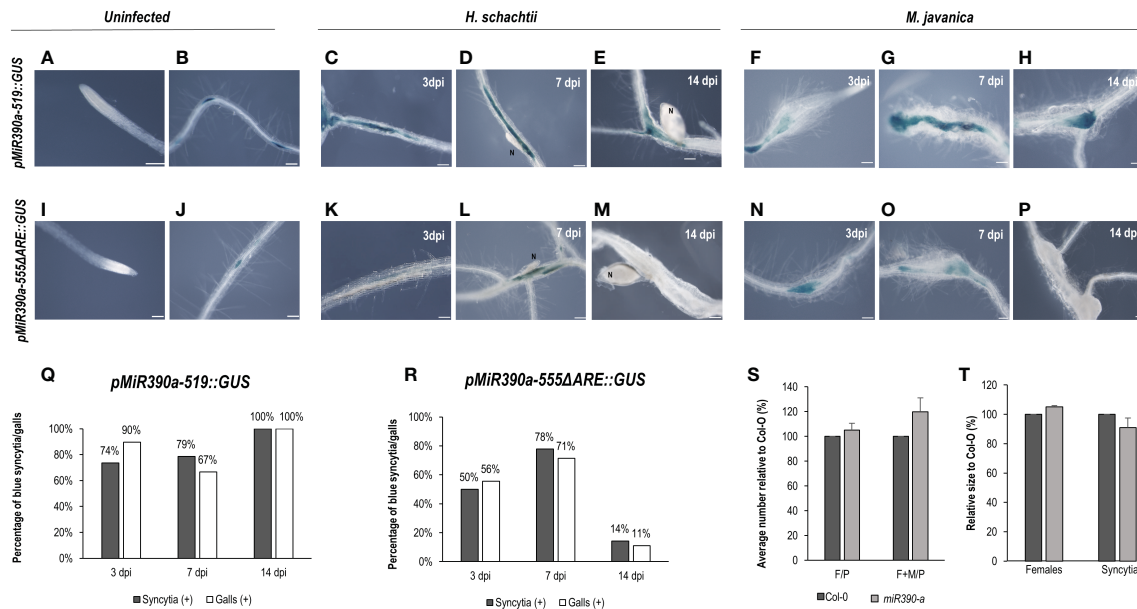 Uninfected
H. schachtii
M. javanica
pMiR390a-519::GUS
A
B
C
3dpi
D
7 dpi
N
E
14 dpi
N
F
3dpi
G
7 dpi
H
14 dpi
pMiR390a-555ΔARE::GUS
I
J
K
3dpi
L
7 dpi
N
M
14 dpi
N
N
3dpi
O
7 dpi
P
14 dpi
Q
pMiR390a-519::GUS
Percentage of blue syncytia/galls
100%
80%
60%
40%
20%
0%
74%
90%
79%
67%
100%
100%
3 dpi
7 dpi
14 dpi
Syncytia (+)
Galls (+)
R
pMiR390a-555ΔARE::GUS
Percentage of blue syncytia/galls
100%
80%
60%
40%
20%
0%
50%
56%
78%
71%
14%
11%
3 dpi
7 dpi
14 dpi
Syncytia (+)
Galls (+)
S
Average number relative to Col-O (%)
140
120
100
80
60
40
20
0
F/P
F+M/P
Col-0
miR390-a
T
Relative size to Col-O (%)
120
100
80
60
40
20
0
Females
Syncytia